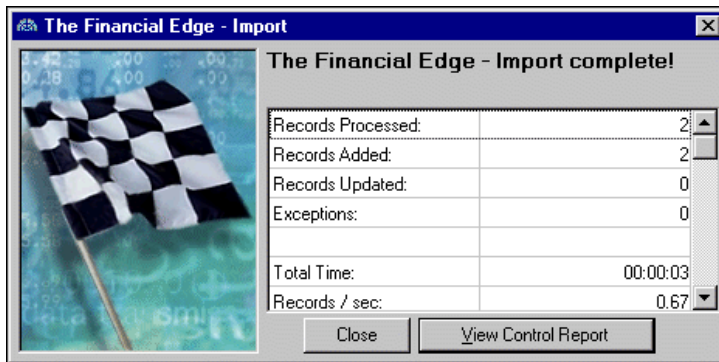 The Financial Edge - Import
The Financial Edge - Import complete!
Records Processed: 2
Records Added: 2
Records Updated: 0
Exceptions: 0
Total Time: 00:00:03
Records / sec: 0.67
Close
View Control Report